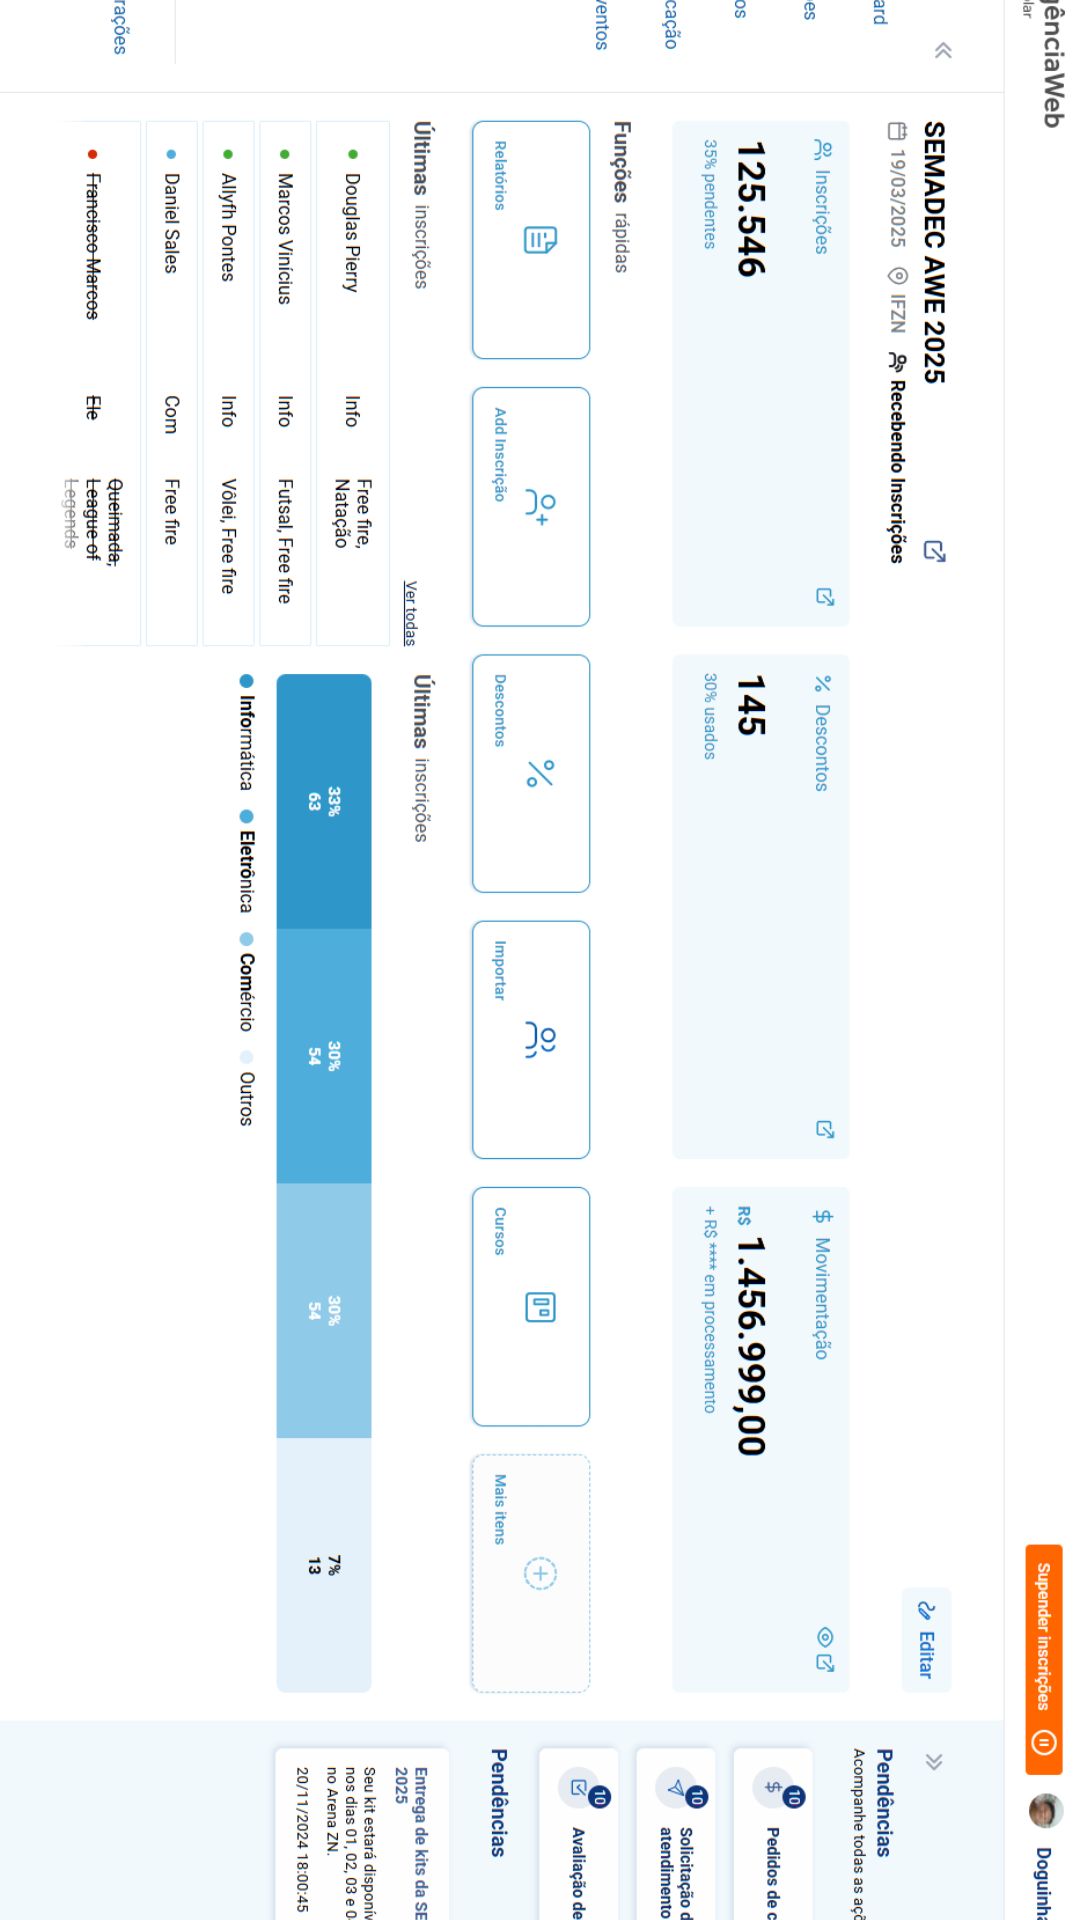 gênciaWeb
olar
Supender inscrições
Doguinha
ard
es
os
cação
ventos
rações
SEMADEC AWE 2025
19/03/2025 IFZN Recebendo Inscrições
Editar
Inscrições
125.546
35% pendentes
Descontos
145
30% usados
Movimentação
R$ 1.456.999,00
+ R$ **** em processamento
Funções rápidas
Relatórios
Add Inscrição
Descontos
Importar
Cursos
Mais itens
Últimas inscrições
Ver todas
Douglas Pierry Info Free fire,
Natação
Marcos Vinícius Info Futsal, Free fire
Allyfh Pontes Info Vôlei, Free fire
Daniel Sales Com Free fire
Francisco Marcos Ele Queimada,
League of
Legends
Últimas inscrições
33% 30% 30% 7%
63 54 54 13
Informática Eletrônica Comércio Outros
Pendências
Acompanhe todas as açõ
10
Pedidos de c
10
Solicitação d
atendimento
10
Avaliação de
Pendências
Entrega de kits da SE
2025
Seu kit estará disponív
nos dias 01, 02, 03 e 0
no Arena ZN.
20/11/2024 18:00:45